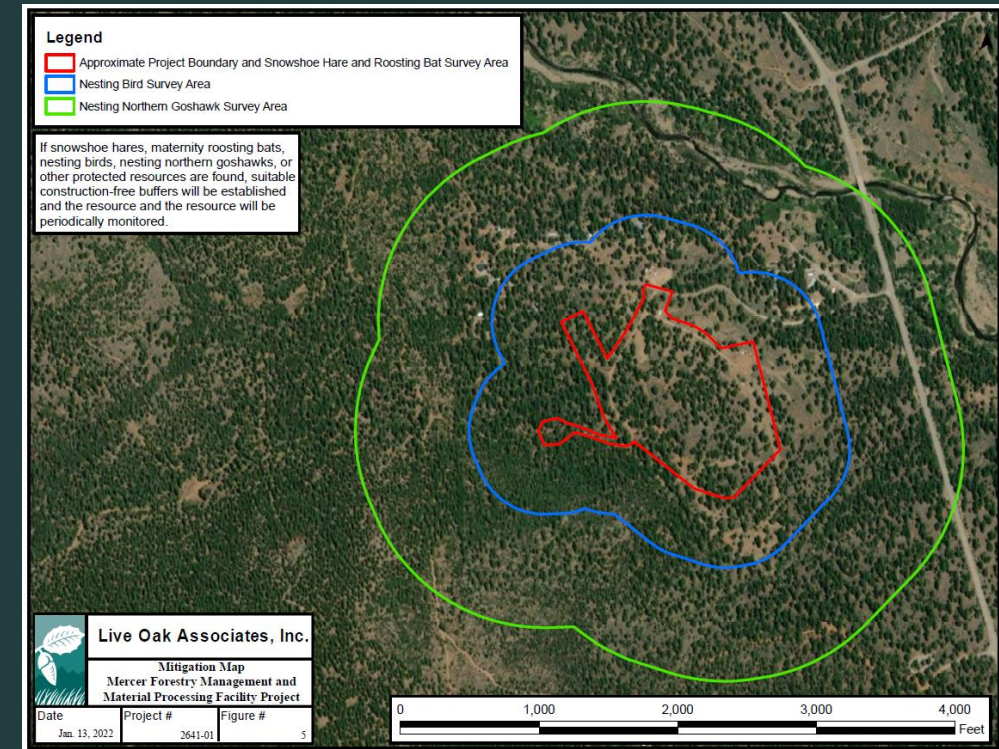 Legend
Approximate Project Boundary and Snowshoe Hare and Roosting Bat Survey Area
Nesting Bird Survey Area
Nesting Northern Goshawk Survey Area
If snowshoe hares, maternity roosting bats,
nesting birds, nesting northern goshawks, or
other protected resources are found, suitable
construction-free buffers will be established
and the resource and the resource will be
periodically monitored.
Live Oak Associates, Inc.
Mitigation Map
Mercer Forestry Management and
Material Processing Facility Project
Date Project # Figure #
Jan. 13, 2022 2641-01 5
0 1,000 2,000 3,000 4,000
Feet